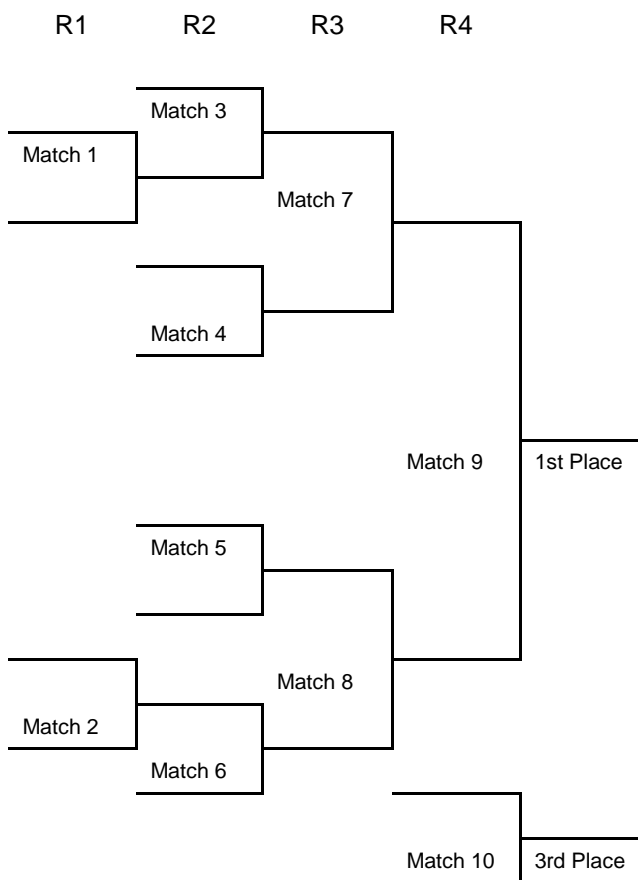 R1 R2 R3 R4
Match 3
Match 1
Match 7
Match 4
Match 9 1st Place
Match 5
Match 8
Match 2
Match 6
Match 10 3rd Place